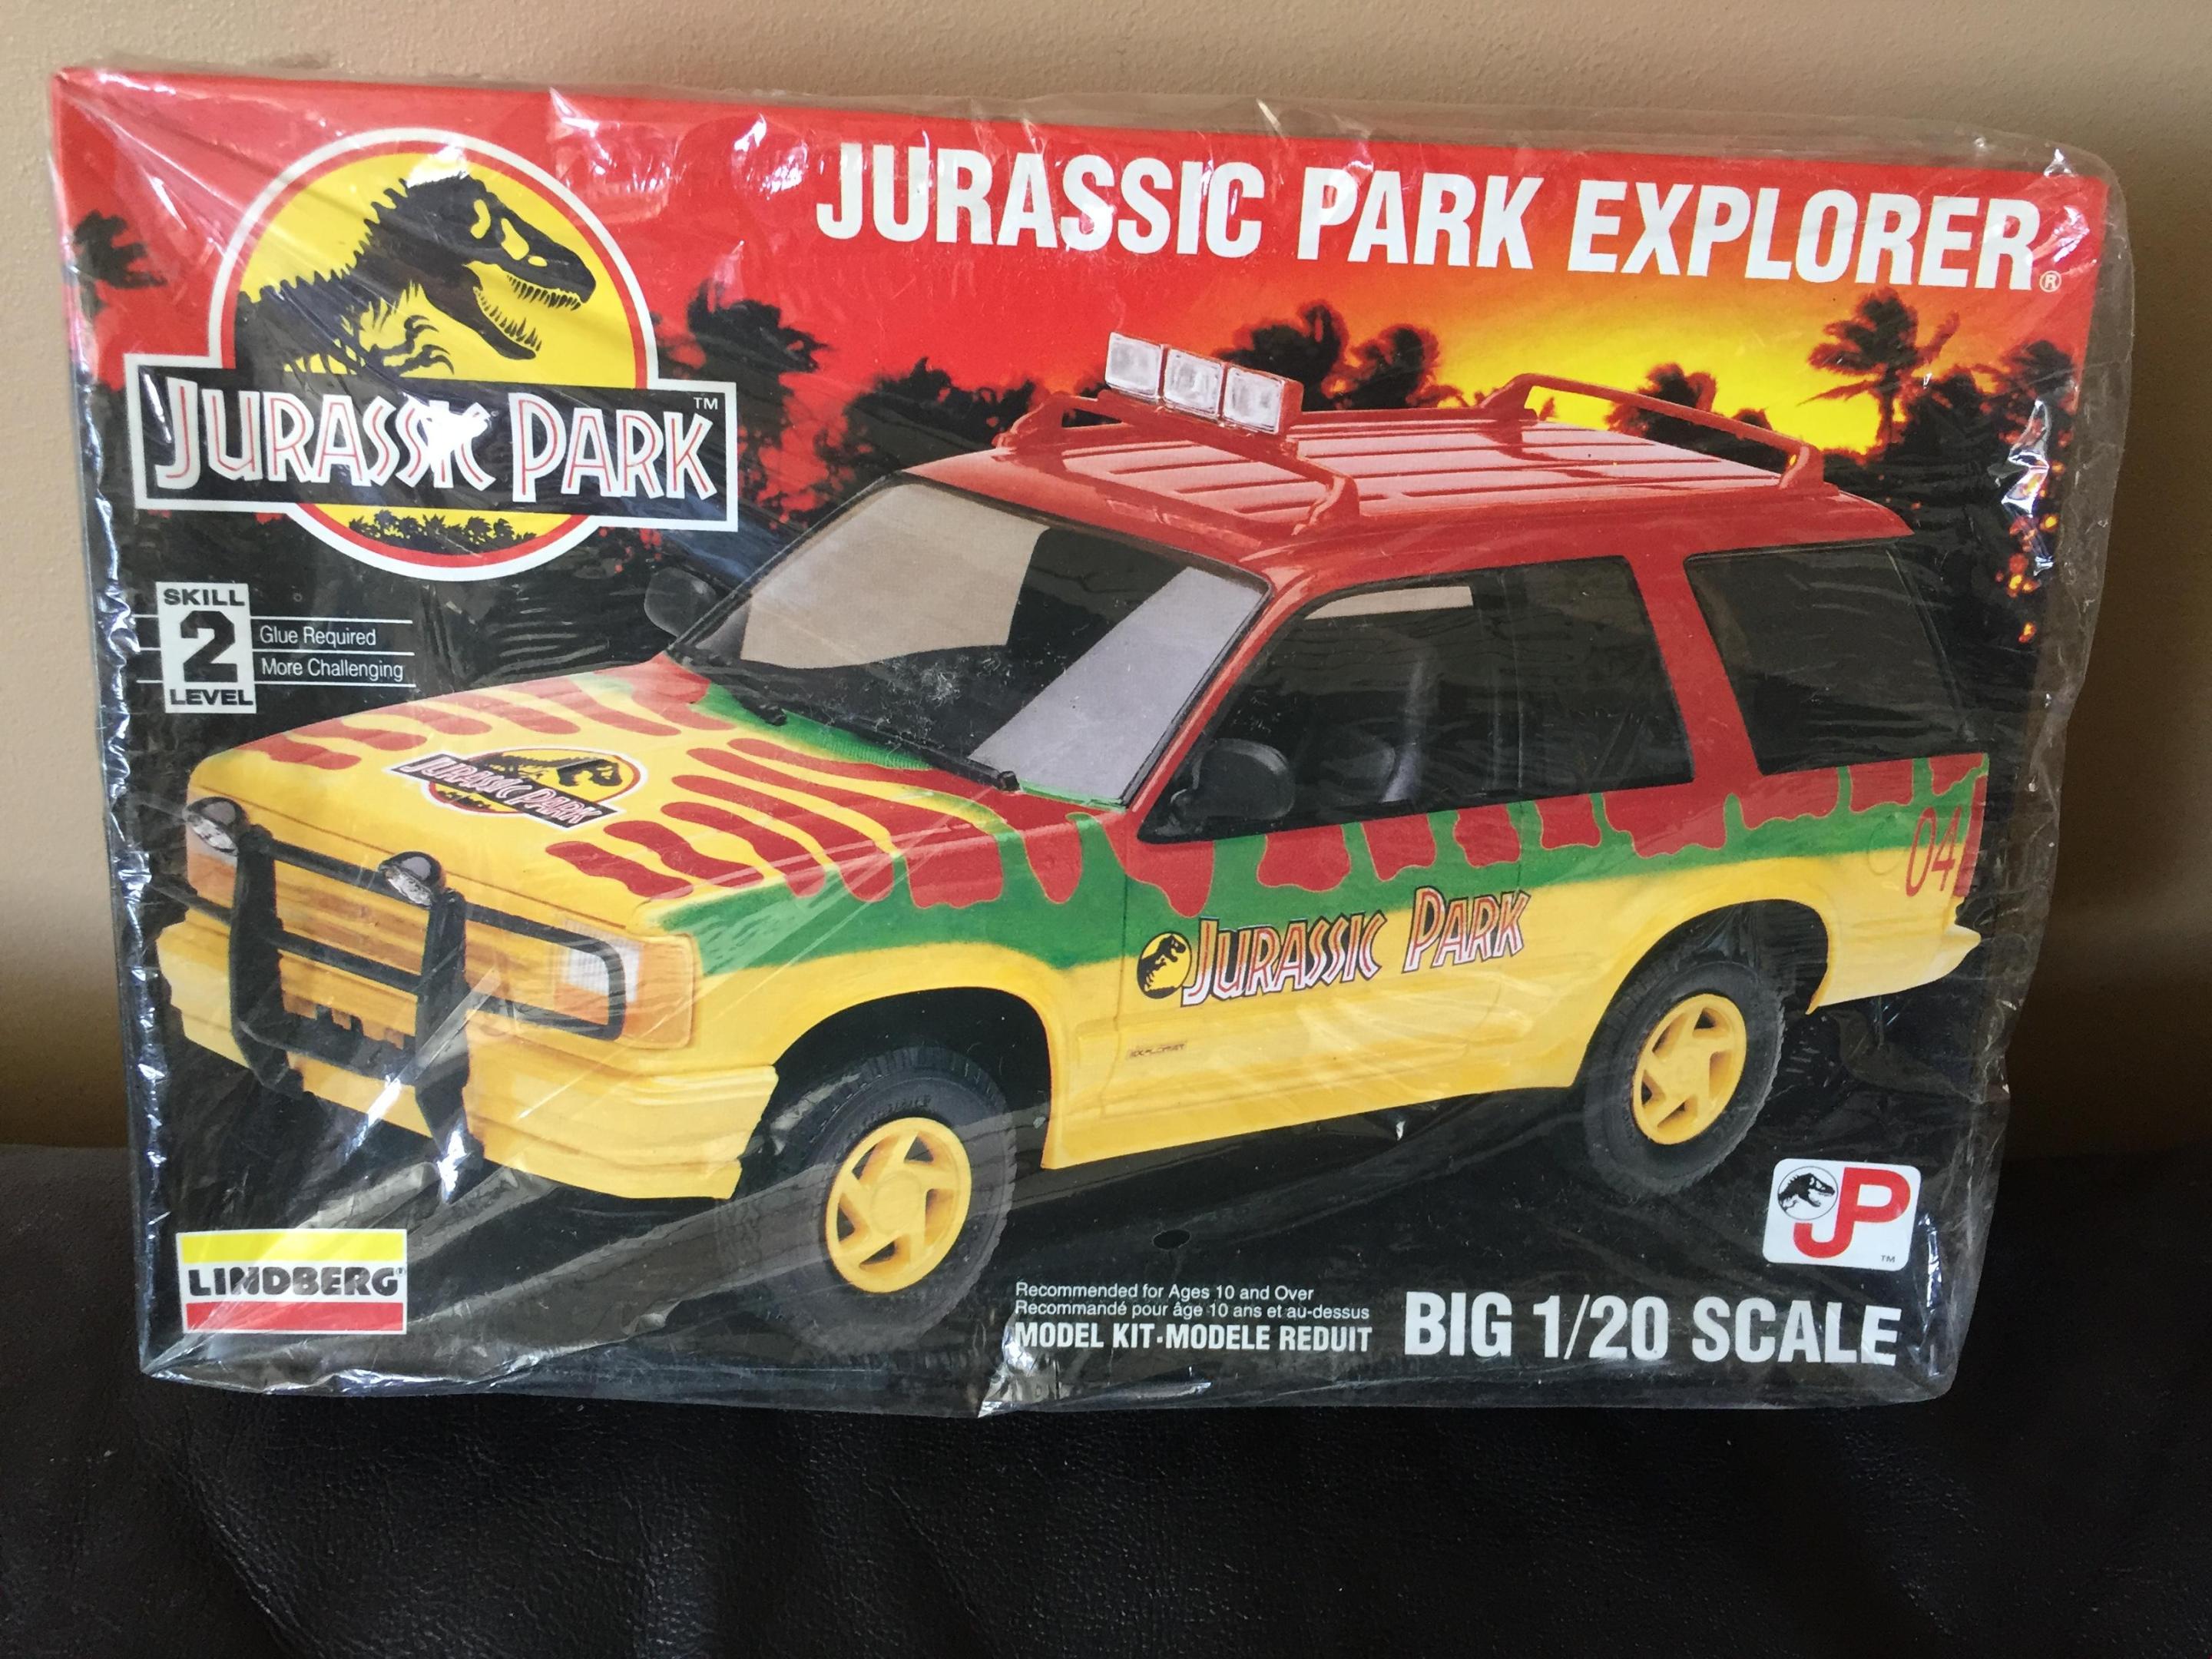 JURASSIC PARK EXPLORER®
JURASSIC PARK™
SKILL
2
LEVEL
Glue Required
More Challenging
JURASSIC PARK
04
JURASSIC PARK
EXPLORER
JP™
LINDBERG®
Recommended for Ages 10 and Over
Recommandé pour âge 10 ans et au-dessus
MODEL KIT·MODELE REDUIT
BIG 1/20 SCALE